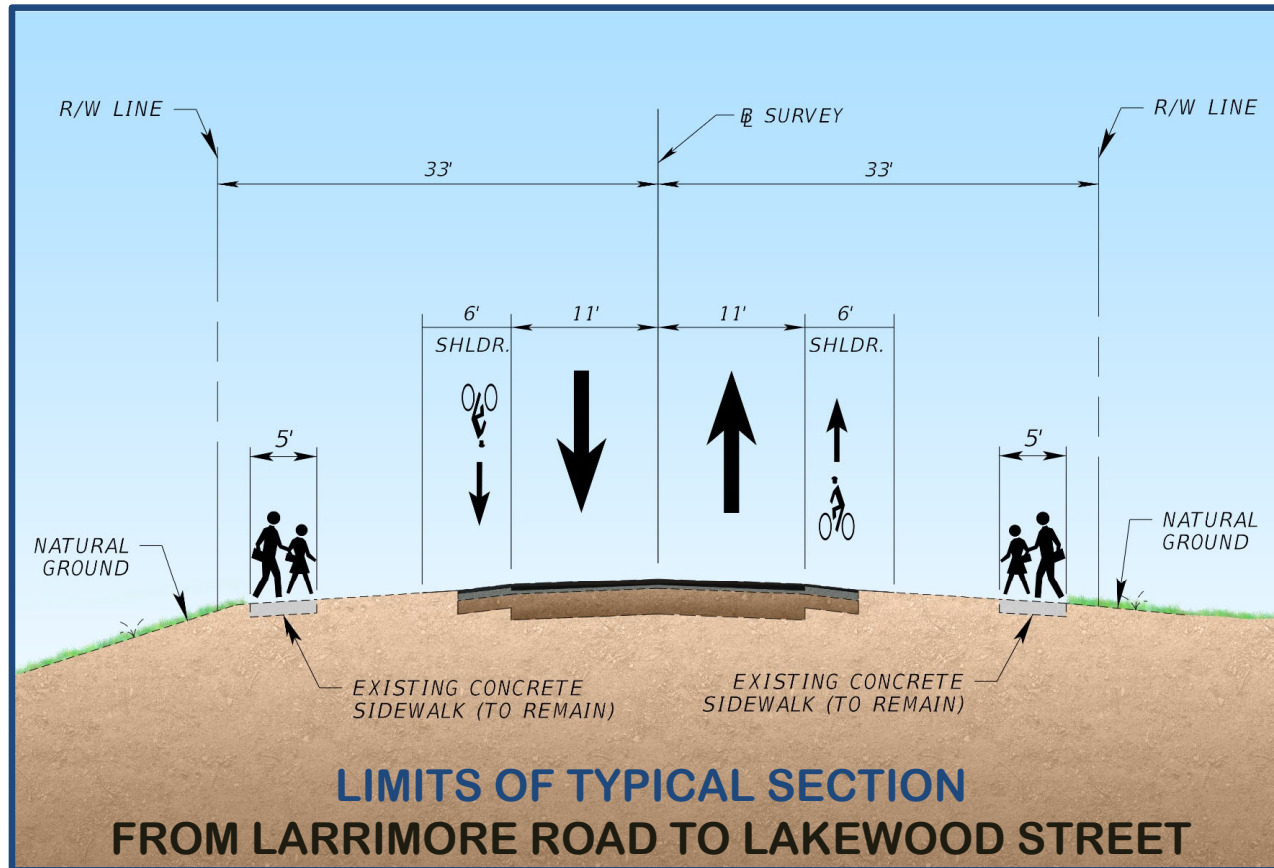 R/W LINE
℄ SURVEY
R/W LINE
33'
33'
6'
11'
11'
6'
SHLDR.
SHLDR.
5'
5'
NATURAL
GROUND
NATURAL
GROUND
EXISTING CONCRETE
SIDEWALK (TO REMAIN)
EXISTING CONCRETE
SIDEWALK (TO REMAIN)
LIMITS OF TYPICAL SECTION
FROM LARRIMORE ROAD TO LAKEWOOD STREET